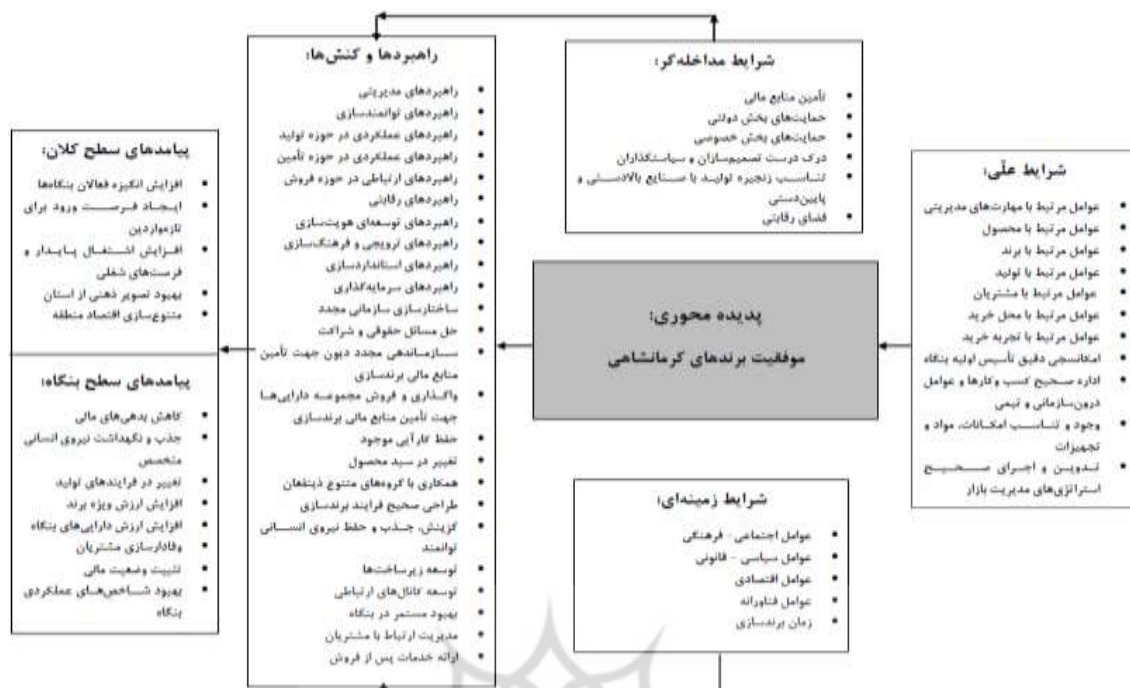 شرایط علّی:
عوامل مرتبط با مهارت‌های مدیریتی
عوامل مرتبط با محصول
عوامل مرتبط با برند
عوامل مرتبط با تولید
عوامل مرتبط با مشتریان
عوامل مرتبط با محل خرید
عوامل مرتبط با تجربه خرید
امکانسنجی دقیق تأسیس اولیه بنگاه
اداره صحیح کسب وکارها و عوامل
درون‌سازمانی و تیمی
وجود و تناسب امکانات، مواد و
تجهیزات
تدوین و اجرای صحیح
استراتژی‌های مدیریت بازار
شرایط مداخله‌گر:
تأمین منابع مالی
حمایت‌های بخش دولتی
حمایت‌های بخش خصوصی
درک درست تصمیم‌سازان و سیاستگذاران
تناسب زنجیره تولید با صنایع بالادستی و
پایین‌دستی
فضای رقابتی
پدیده محوری:
موفقیت برندهای کرمانشاهی
شرایط زمینه‌ای:
عوامل اجتماعی - فرهنگی
عوامل سیاسی - قانونی
عوامل اقتصادی
عوامل فناورانه
زمان برندسازی
راهبردها و کنش‌ها:
راهبردهای مدیریتی
راهبردهای توانمندسازی
راهبردهای عملکردی در حوزه تولید
راهبردهای عملکردی در حوزه تأمین
راهبردهای ارتباطی در حوزه فروش
راهبردهای رقابتی
راهبردهای توسعه‌ای هویت‌سازی
راهبردهای ترویجی و فرهنگ‌سازی
راهبردهای استانداردسازی
راهبردهای سرمایه‌گذاری
ساختارسازی سازمانی مجدد
حل مسائل حقوقی و شراکت
سازماندهی مجدد دیون جهت تأمین
منابع مالی برندسازی
واگذاری و فروش مجموعه دارایی‌ها
جهت تأمین منابع مالی برندسازی
حفظ کارآیی موجود
تغییر در سبد محصول
همکاری با گروه‌های متنوع ذینفعان
طراحی صحیح فرایند برندسازی
گزینش، جذب و حفظ نیروی انسانی
توانمند
توسعه زیرساخت‌ها
توسعه کانال‌های ارتباطی
بهبود مستمر در بنگاه
مدیریت ارتباط با مشتریان
ارائه خدمات پس از فروش
پیامدهای سطح کلان:
افزایش انگیزه فعالان بنگاه‌ها
ایجاد فرصت ورود برای
تازه‌واردین
افزایش اشتغال پایدار و
فرصت‌های شغلی
بهبود تصویر ذهنی از استان
متنوع‌سازی اقتصاد منطقه
پیامدهای سطح بنگاه:
کاهش بدهی‌های مالی
جذب و نگهداشت نیروی انسانی
متخصص
تغییر در فرایندهای تولید
افزایش ارزش ویژه برند
افزایش ارزش دارایی‌های بنگاه
وفادارسازی مشتریان
تثبیت وضعیت مالی
بهبود شاخص‌های عملکردی
بنگاه